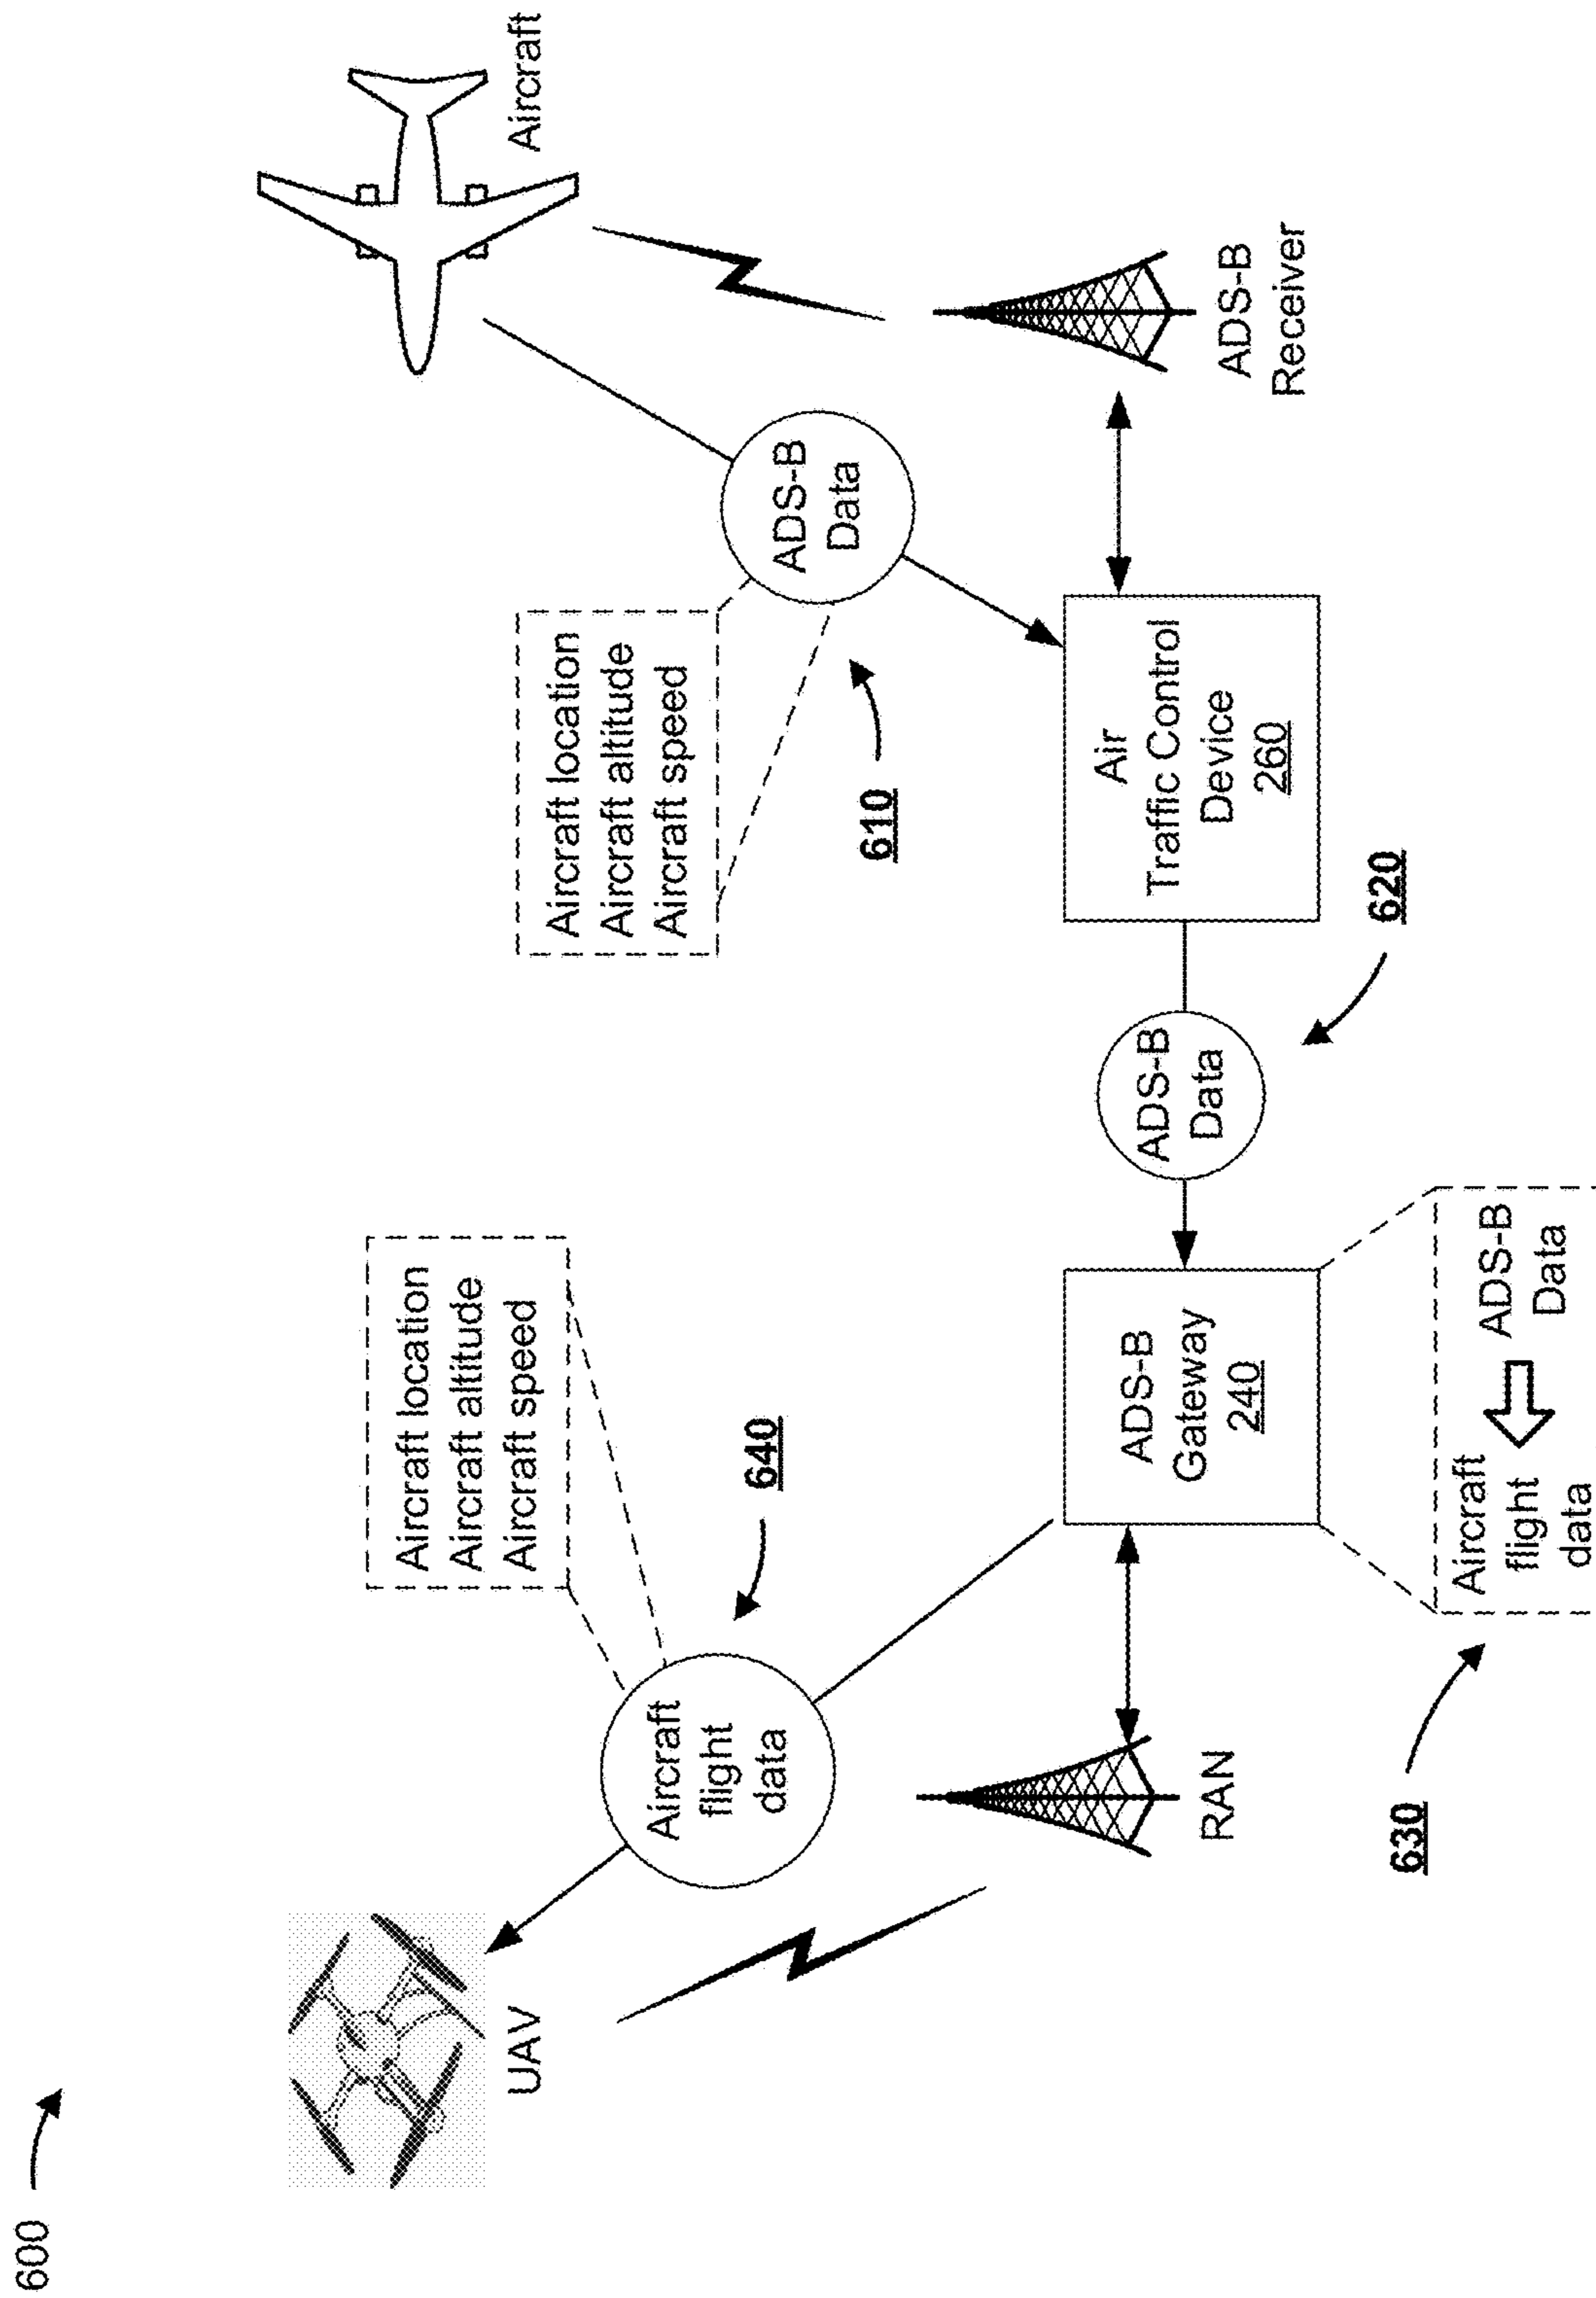 600
UAV
Aircraft
flight
data
640
Aircraft location
Aircraft altitude
Aircraft speed
RAN
630
ADS-B
Gateway
240
Aircraft
flight
data
ADS-B
Data
ADS-B
Data
620
Aircraft location
Aircraft altitude
Aircraft speed
610
ADS-B
Data
Air
Traffic Control
Device
260
Aircraft
ADS-B
Receiver